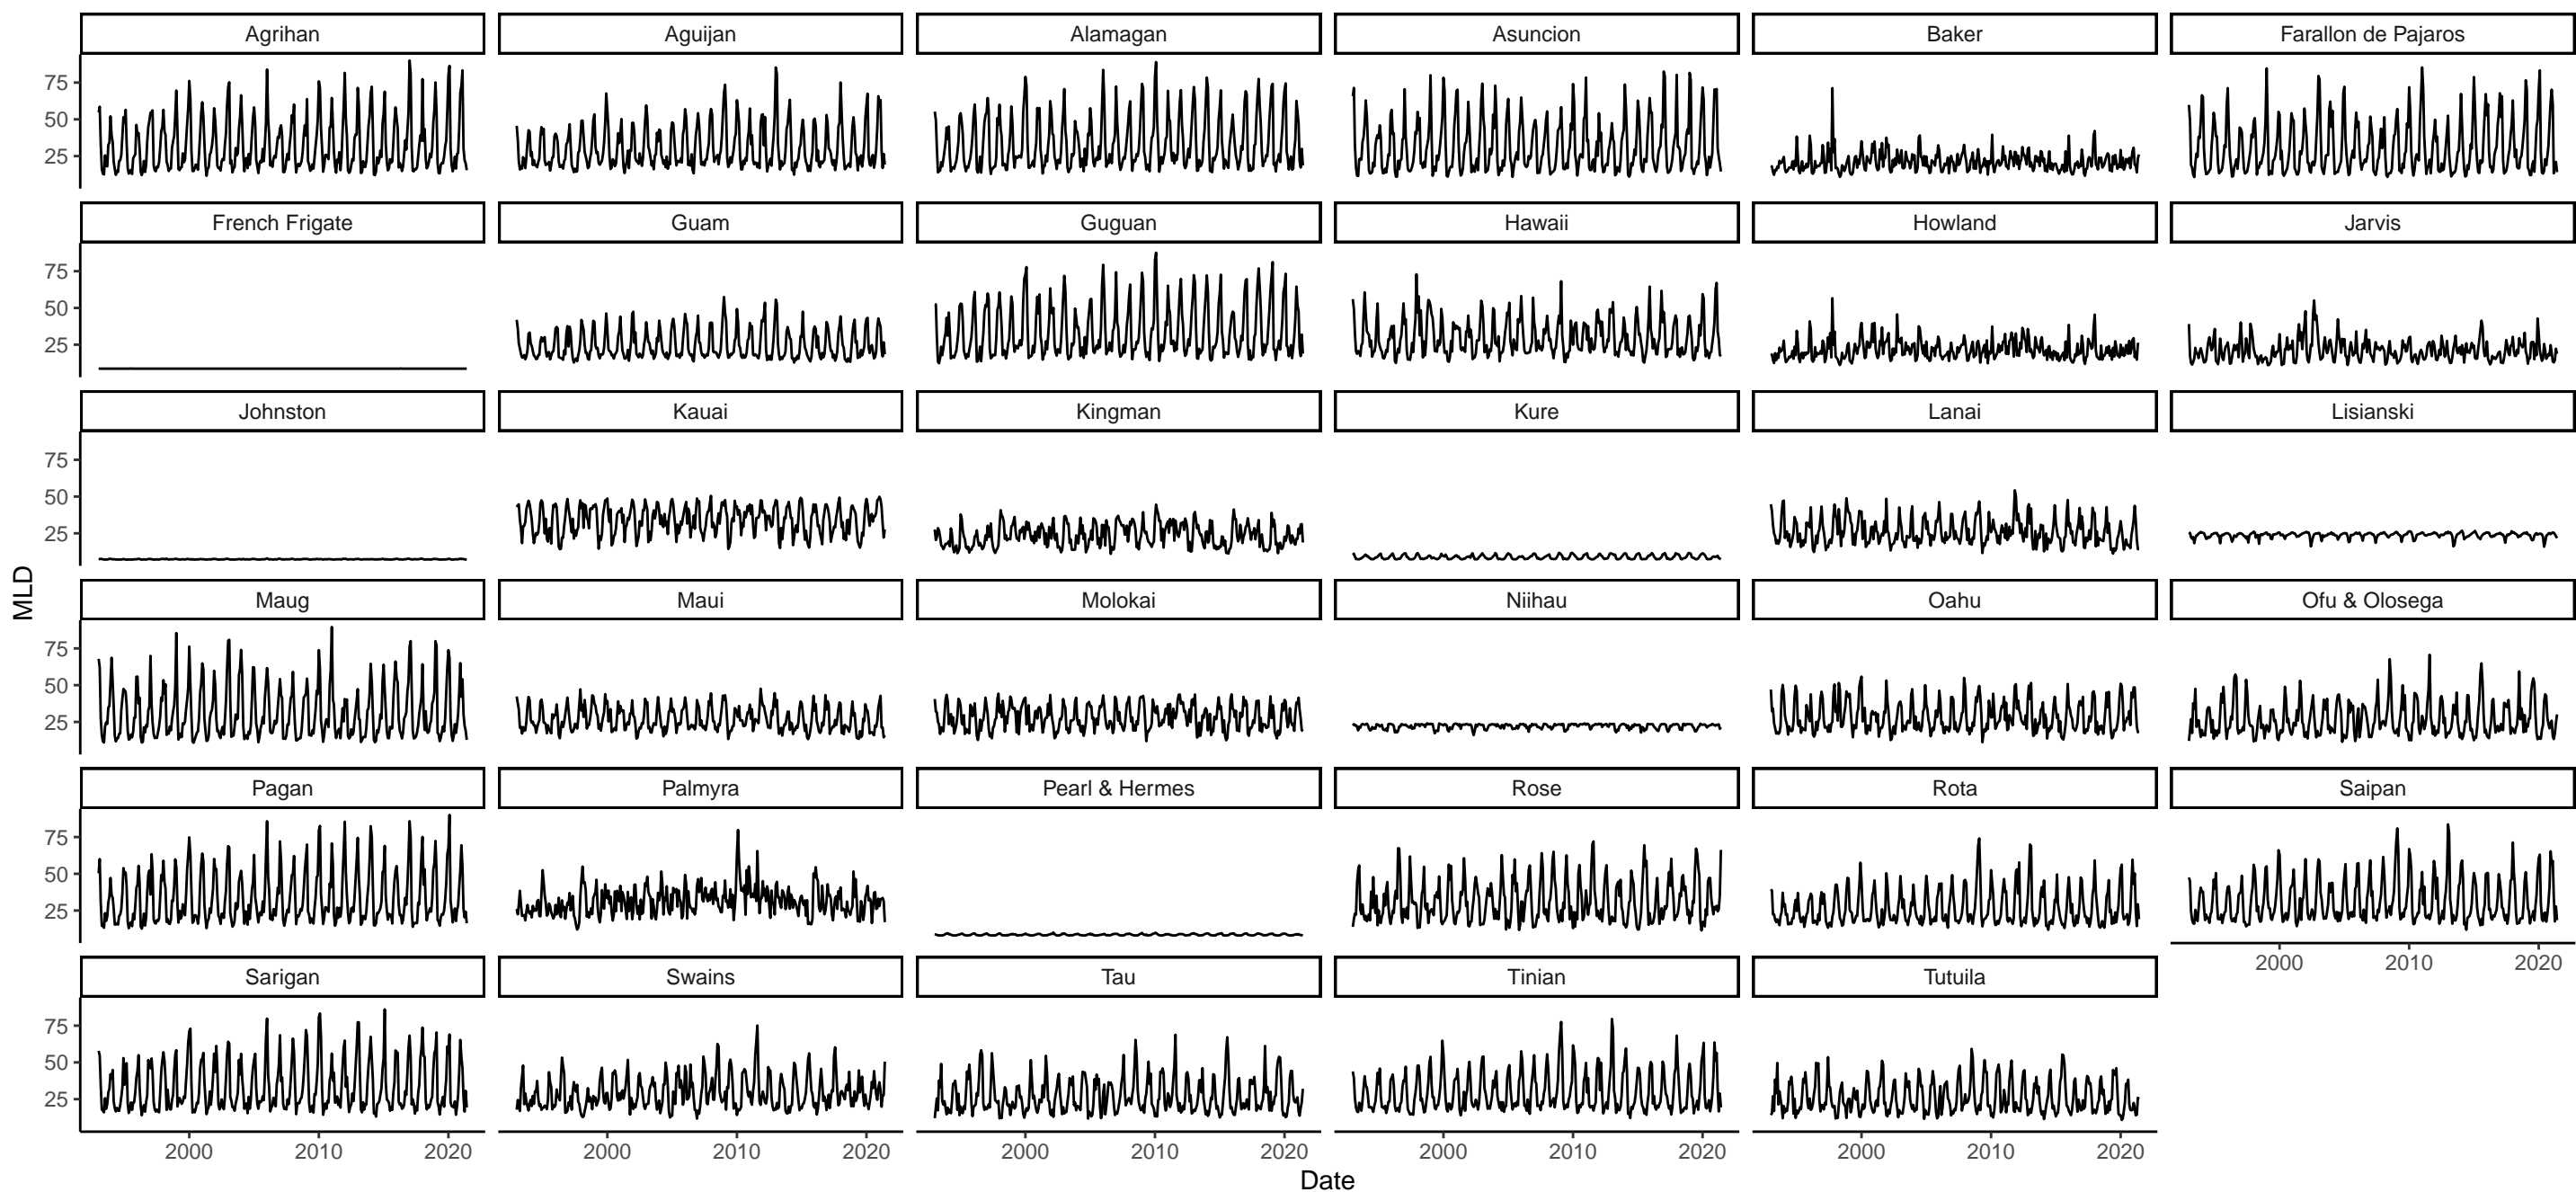 Agrihan Aguijan Alamagan Asuncion Baker Farallon de Pajaros
75
50
25
French Frigate Guam Guguan Hawaii Howland Jarvis
75
50
25
Johnston Kauai Kingman Kure Lanai Lisianski
75
50
25
MLD
Maug Maui Molokai Niihau Oahu Ofu & Olosega
75
50
25
Pagan Palmyra Pearl & Hermes Rose Rota Saipan
75
50
25
2000 2010 2020
Sarigan Swains Tau Tinian Tutuila
75
50
25
2000 2010 2020 2000 2010 2020 2000 2010 2020 2000 2010 2020 2000 2010 2020
Date